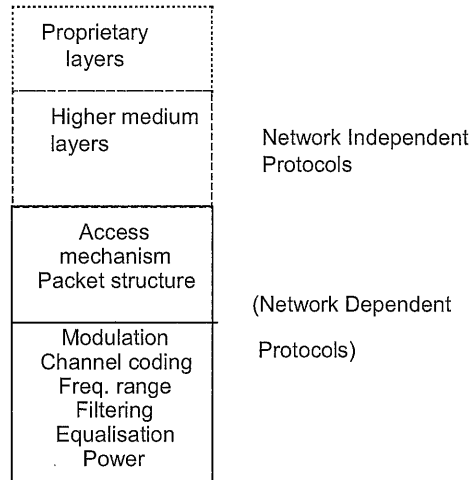 Proprietary
layers
Higher medium
layers
Network Independent
Protocols
Access
mechanism
Packet structure
(Network Dependent
Protocols)
Modulation
Channel coding
Freq. range
Filtering
Equalisation
Power